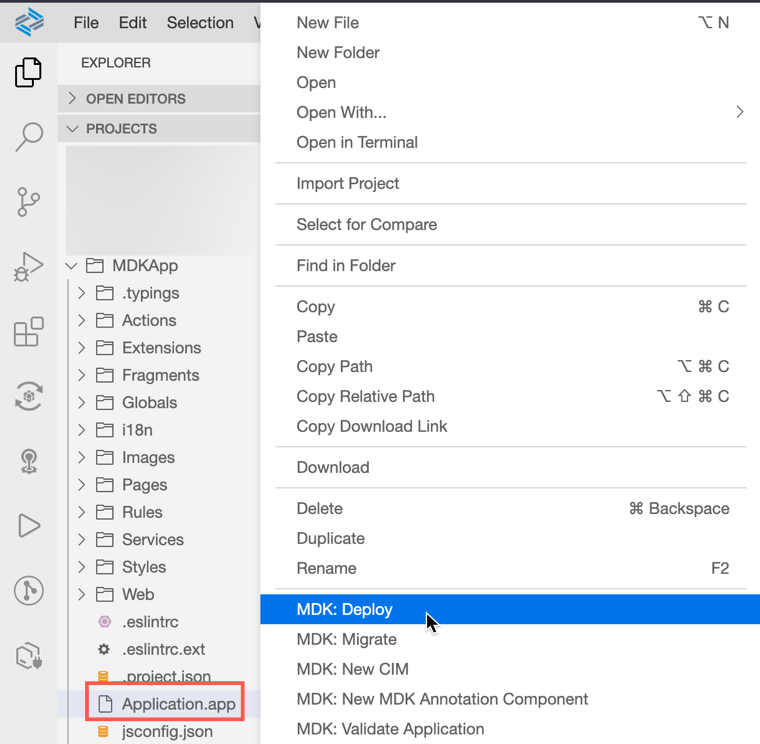 File Edit Selection
EXPLORER
OPEN EDITORS
PROJECTS
MDKApp
.typings
Actions
Extensions
Fragments
Globals
i18n
Images
Pages
Rules
Services
Styles
Web
.eslintrc
.eslintrc.ext
.project.json
Application.app
jsconfig.json
New File ⌥ N
New Folder
Open
Open With...
Open in Terminal
Import Project
Select for Compare
Find in Folder
Copy ⌘ C
Paste
Copy Path ⌥ ⌘ C
Copy Relative Path ⌥ ⇧ ⌘ C
Copy Download Link
Download
Delete ⌘ Backspace
Duplicate
Rename F2
MDK: Deploy
MDK: Migrate
MDK: New CIM
MDK: New MDK Annotation Component
MDK: Validate Application